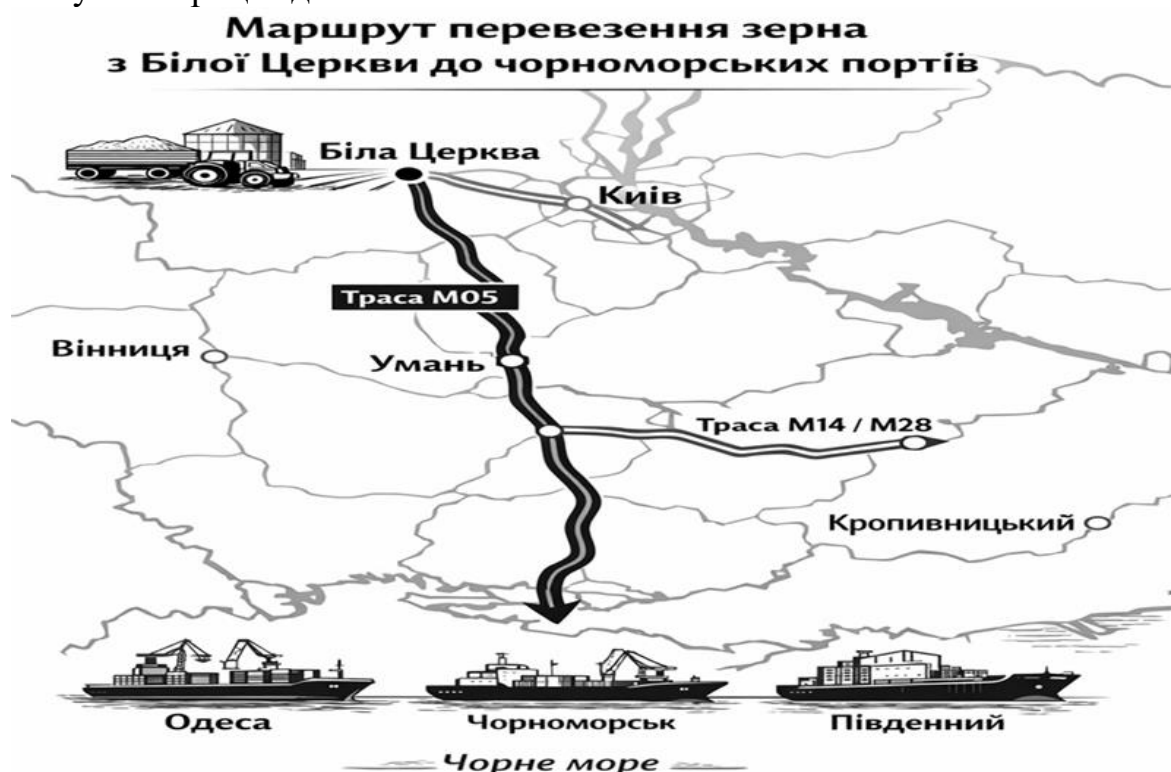 Маршрут перевезення зерна
з Білої Церкви до чорноморських портів
Біла Церква
Київ
Траса М05
Вінниця
Умань
Траса М14 / М28
Кропивницький
Одеса
Чорноморськ
Південний
Чорне море